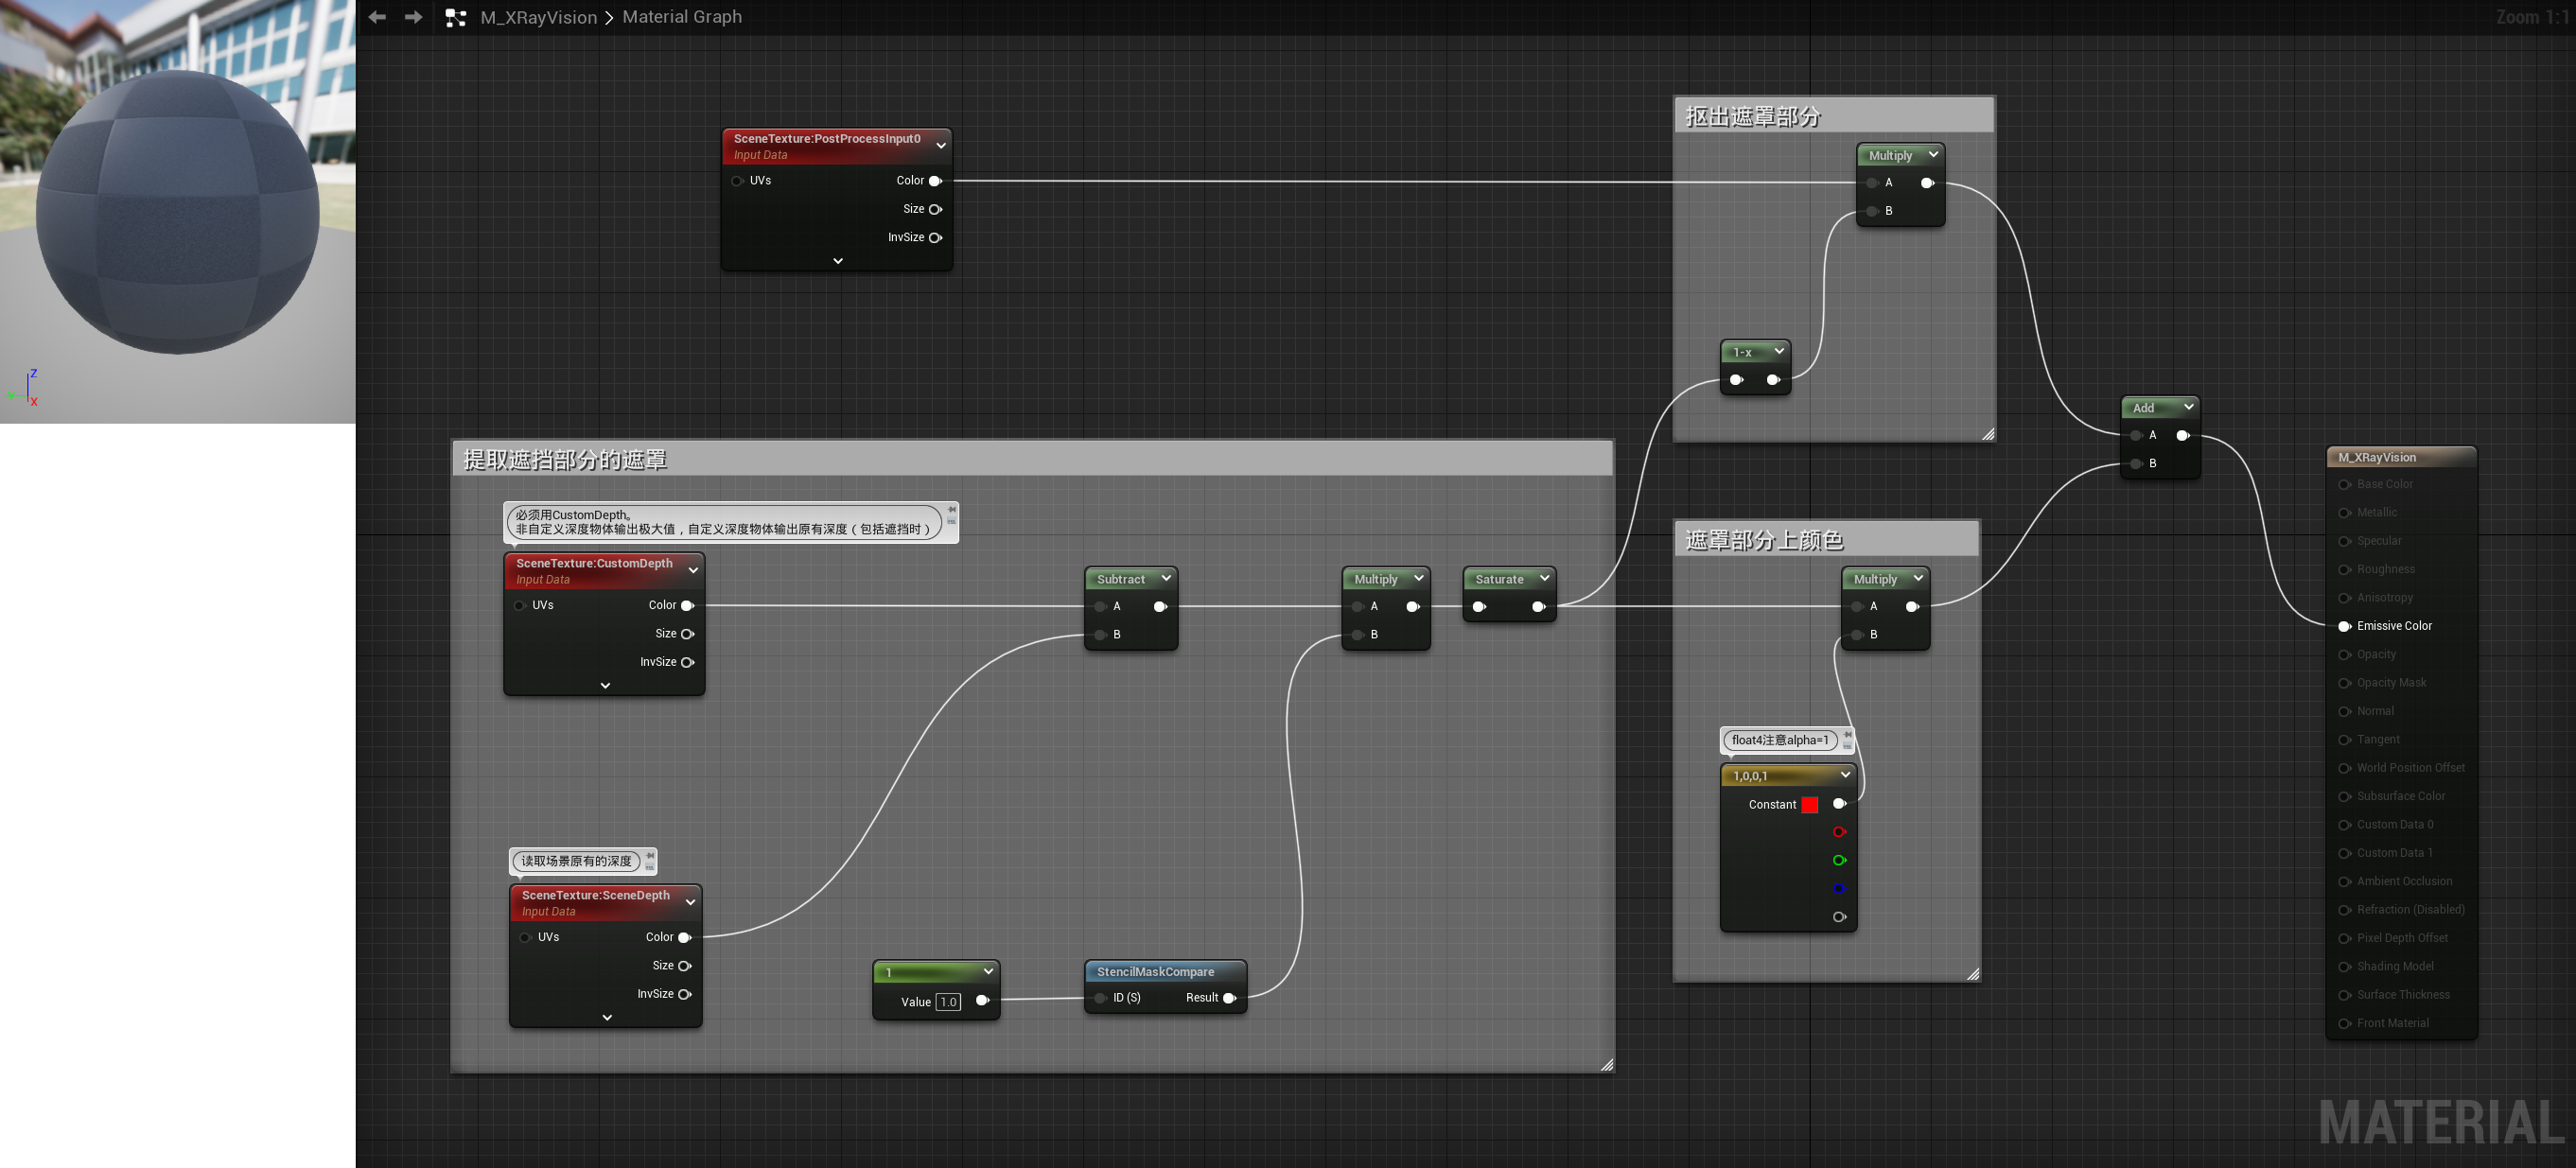 M_XRayVision > Material Graph
Zoom 1:1
Z
Y
X
SceneTexture:PostProcessInput0
Input Data
UVs
Color
Size
InvSize
抠出遮罩部分
Multiply
A
B
1-x
Add
A
B
提取遮挡部分的遮罩
必须用CustomDepth。
非自定义深度物体输出极大值，自定义深度物体输出原有深度（包括遮挡时）
SceneTexture:CustomDepth
Input Data
UVs
Color
Size
InvSize
Subtract
A
B
Multiply
A
B
Saturate
读取场景原有的深度
SceneTexture:SceneDepth
Input Data
UVs
Color
Size
InvSize
1
Value 1.0
StencilMaskCompare
ID (S)
Result
遮罩部分上颜色
Multiply
A
B
float4注意alpha=1
1,0,0,1
Constant
M_XRayVision
Base Color
Metallic
Specular
Roughness
Anisotropy
Emissive Color
Opacity
Opacity Mask
Normal
Tangent
World Position Offset
Subsurface Color
Custom Data 0
Custom Data 1
Ambient Occlusion
Refraction (Disabled)
Pixel Depth Offset
Shading Model
Surface Thickness
Front Material
MATERIAL